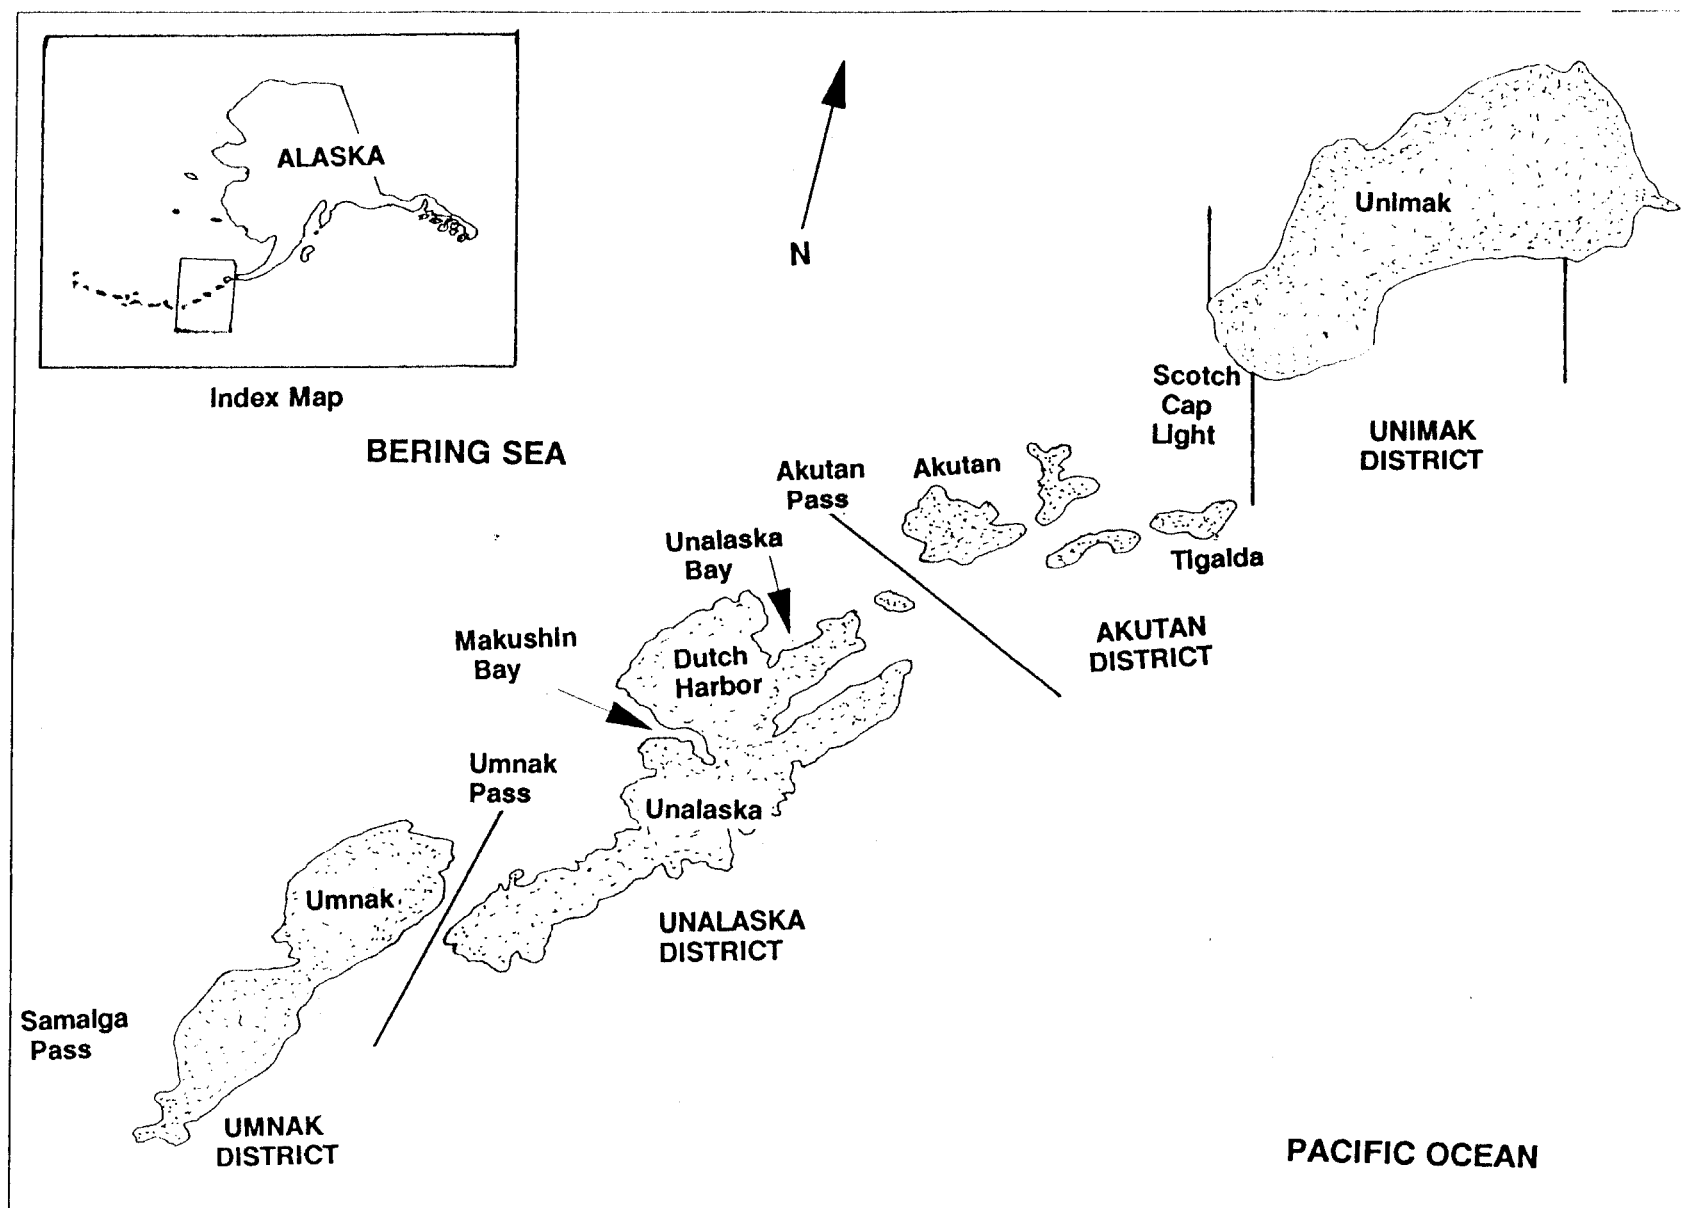 ALASKA
Index Map
N
BERING SEA
Unimak
Scotch
Cap
Light
UNIMAK
DISTRICT
Akutan
Pass
Akutan
Unalaska
Bay
Tigalda
AKUTAN
DISTRICT
Makushin
Bay
Dutch
Harbor
Umnak
Pass
Unalaska
Umnak
UNALASKA
DISTRICT
Samalga
Pass
UMNAK
DISTRICT
PACIFIC OCEAN